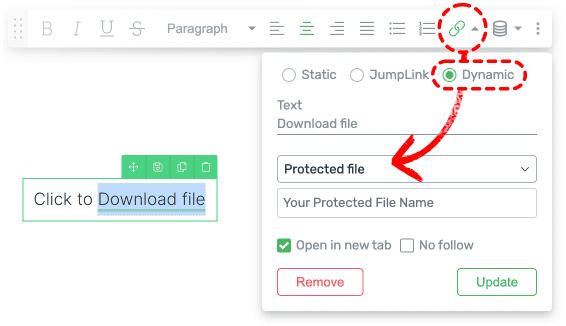 B I U S Paragraph
Static JumpLink Dynamic
Text
Download file
Protected file
Click to Download file
Your Protected File Name
Open in new tab No follow
Remove Update